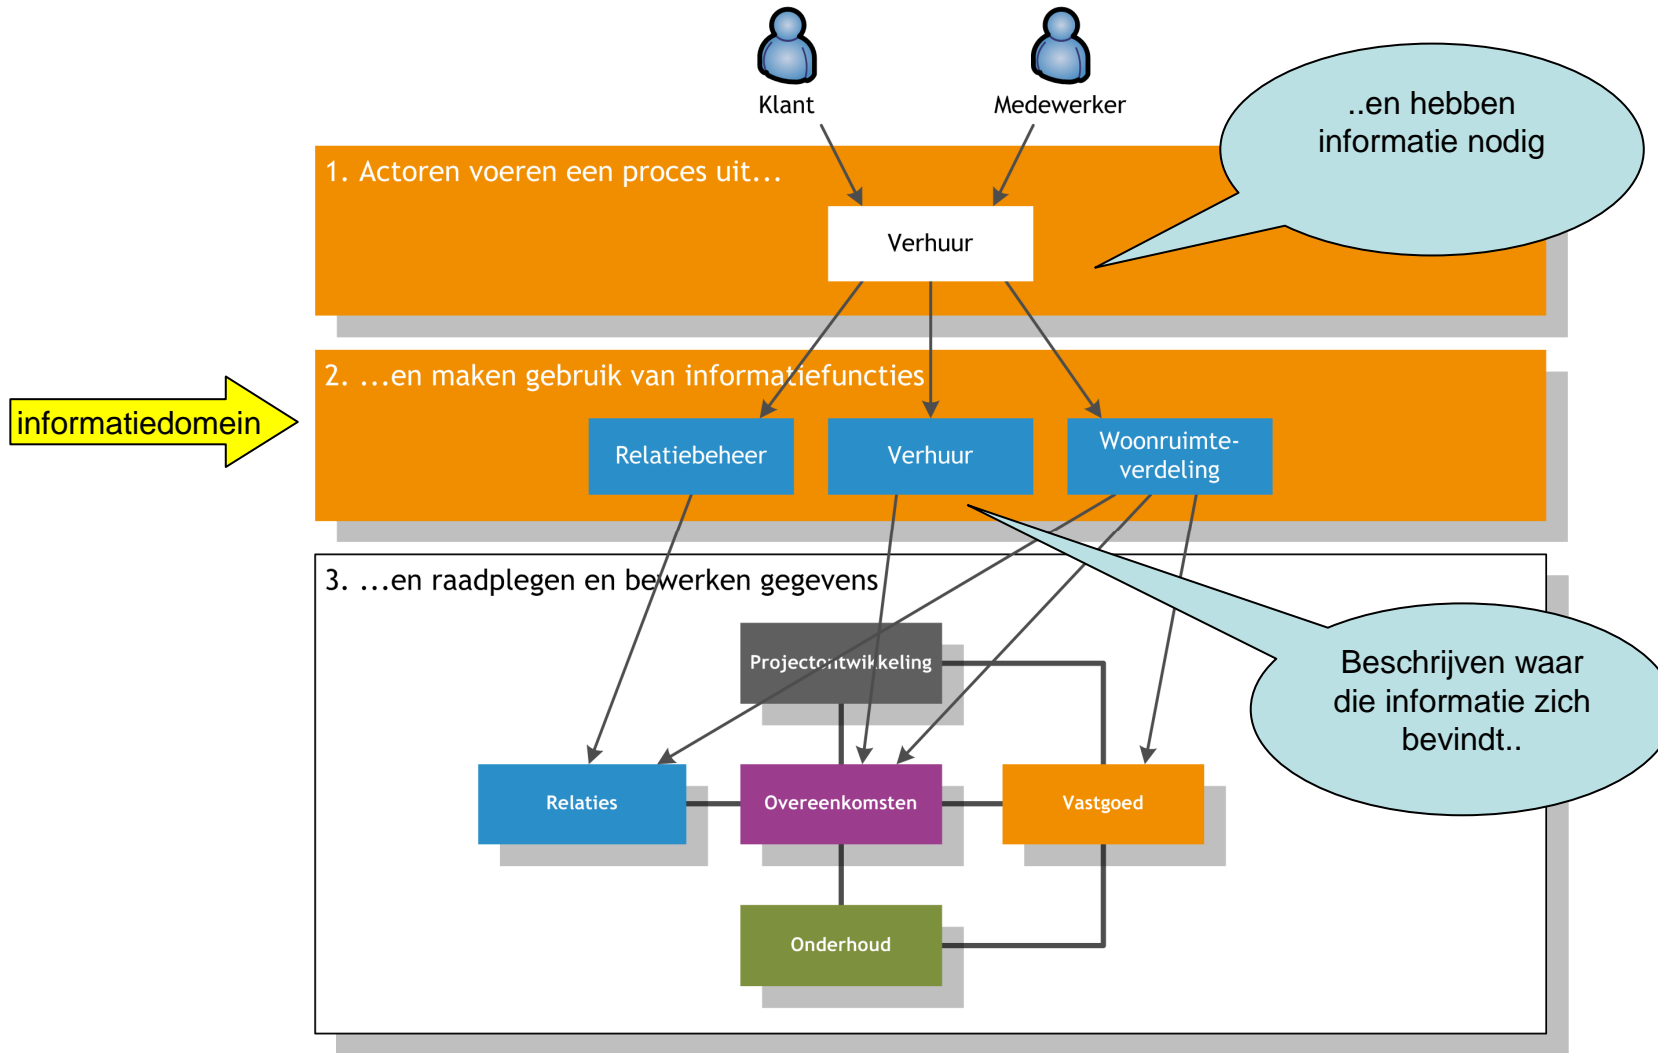 Klant
Medewerker
..en hebben
informatie nodig
1. Actoren voeren een proces uit...
Verhuur
2. ...en maken gebruik van informatiefuncties
informatiedomein
Relatiebeheer
Verhuur
Woonruimte-
verdeling
3. ...en raadplegen en bewerken gegevens
Projectontwikkeling
Beschrijven waar
die informatie zich
bevindt..
Relaties
Overeenkomsten
Vastgoed
Onderhoud